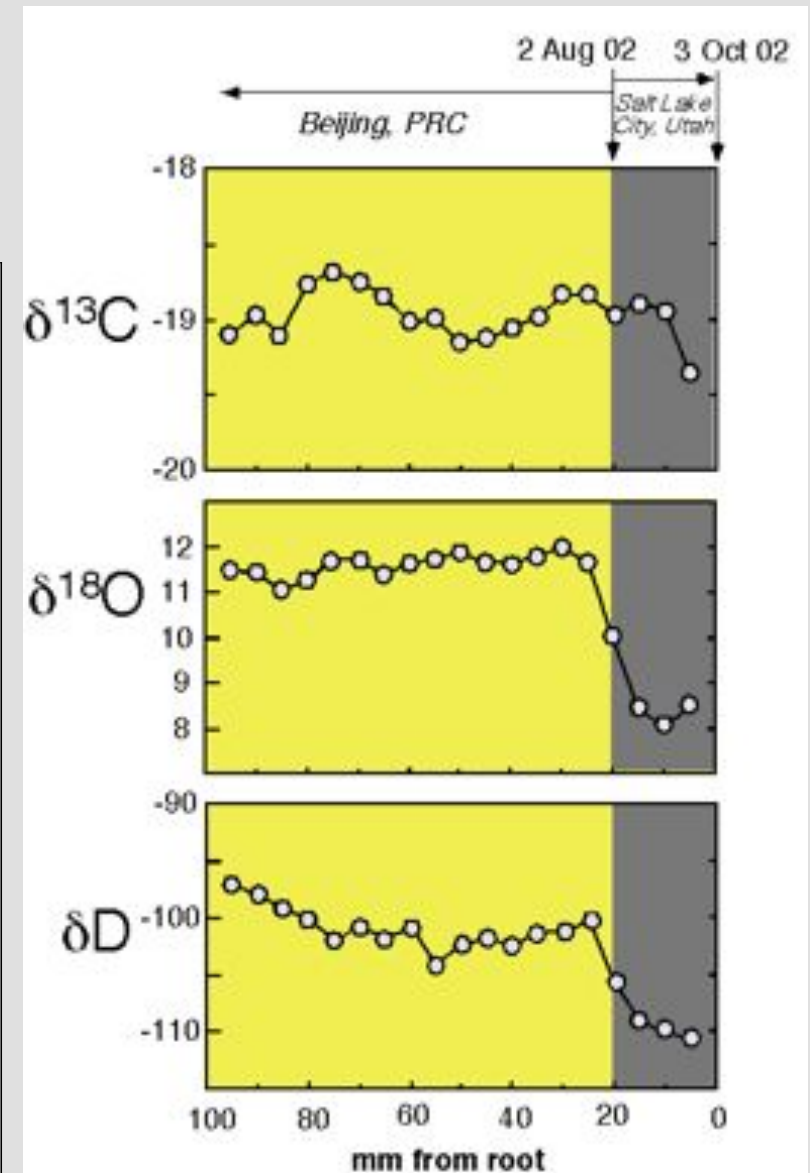 2 Aug 02 3 Oct 02
Beijing, PRC
Salt Lake
City, Utah
-18
δ13C -19
-20
12
δ18O 11
10
9
8
-90
δD -100
-110
100 80 60 40 20 0
mm from root